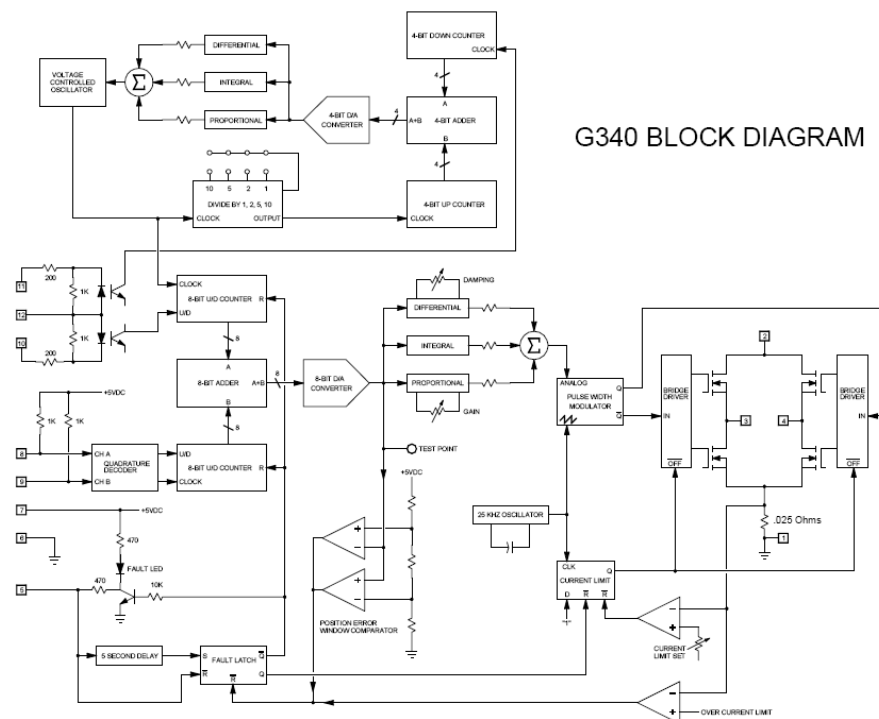 G340 BLOCK DIAGRAM
DIFFERENTIAL
INTEGRAL
PROPORTIONAL
VOLTAGE
CONTROLLED
OSCILLATOR
Σ
4-BIT D/A
CONVERTER
4
4-BIT DOWN COUNTER
CLOCK
4
A
A+B
4-BIT ADDER
B
4
4-BIT UP COUNTER
CLOCK
10 5 2 1
DIVIDE BY 1, 2, 5, 10
CLOCK OUTPUT
11
200
1K
12
1K
10
200
CLOCK
8-BIT U/D COUNTER R
U/D
8
A
8-BIT ADDER A+B
B
8
8
8-BIT D/A
CONVERTER
U/D
8-BIT U/D COUNTER R
CLOCK
+5VDC
1K 1K
8
9
CH A
QUADRATURE
DECODER
CH B
DAMPING
DIFFERENTIAL
INTEGRAL
PROPORTIONAL
GAIN
Σ
TEST POINT
ANALOG
PULSE WIDTH
MODULATOR
Q
Q
25 KHZ OSCILLATOR
BRIDGE
DRIVER
IN
OFF
2
3
4
BRIDGE
DRIVER
IN
OFF
.025 Ohms
1
7
+5VDC
6
470
FAULT LED
5
470
10K
+5VDC
+
−
+
−
POSITION ERROR
WINDOW COMPARATOR
CLK
CURRENT LIMIT
Q
D R R
−
+
CURRENT
LIMIT SET
5 SECOND DELAY
S
FAULT LATCH
Q
R
R
Q
−
+
OVER CURRENT LIMIT